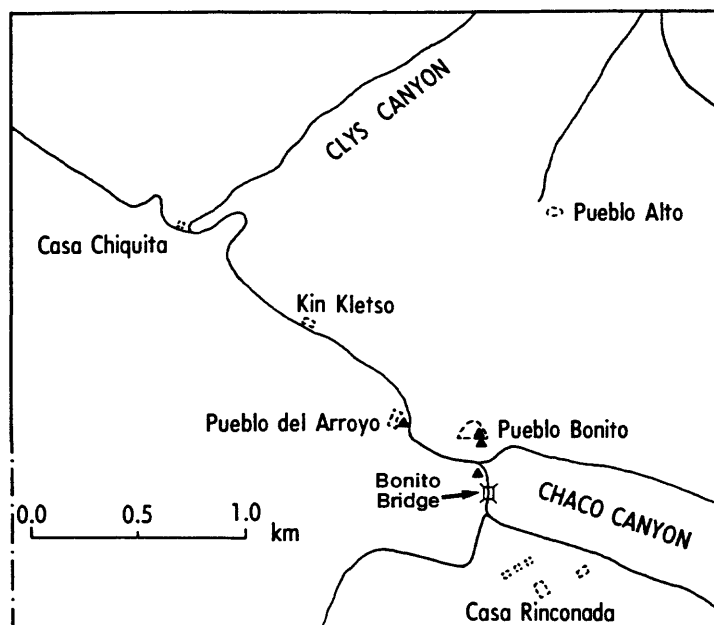 CLYS CANYON
Pueblo Alto
Casa Chiquita
Kin Kletso
Pueblo del Arroyo
Pueblo Bonito
Bonito
Bridge
CHACO CANYON
0.0 0.5 1.0
km
Casa Rinconada